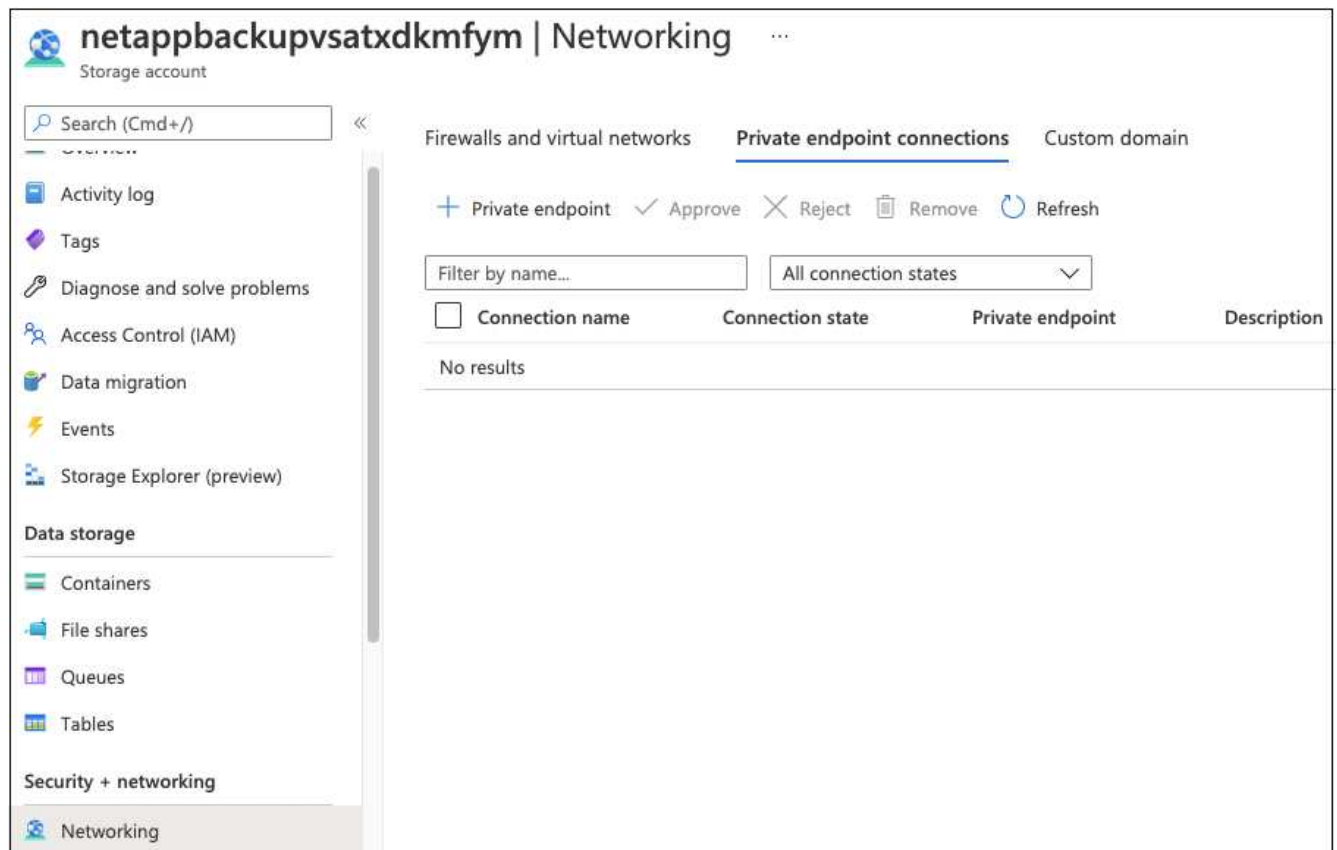 netappbackupvsatxdkmfym | Networking ...
Storage account
Search (Cmd+/)
«
Firewalls and virtual networks Private endpoint connections Custom domain
Overview
Activity log
Tags
Diagnose and solve problems
Access Control (IAM)
Data migration
Events
Storage Explorer (preview)
Data storage
Containers
File shares
Queues
Tables
Security + networking
Networking
+ Private endpoint Approve Reject Remove Refresh
Filter by name... All connection states
Connection name Connection state Private endpoint Description
No results